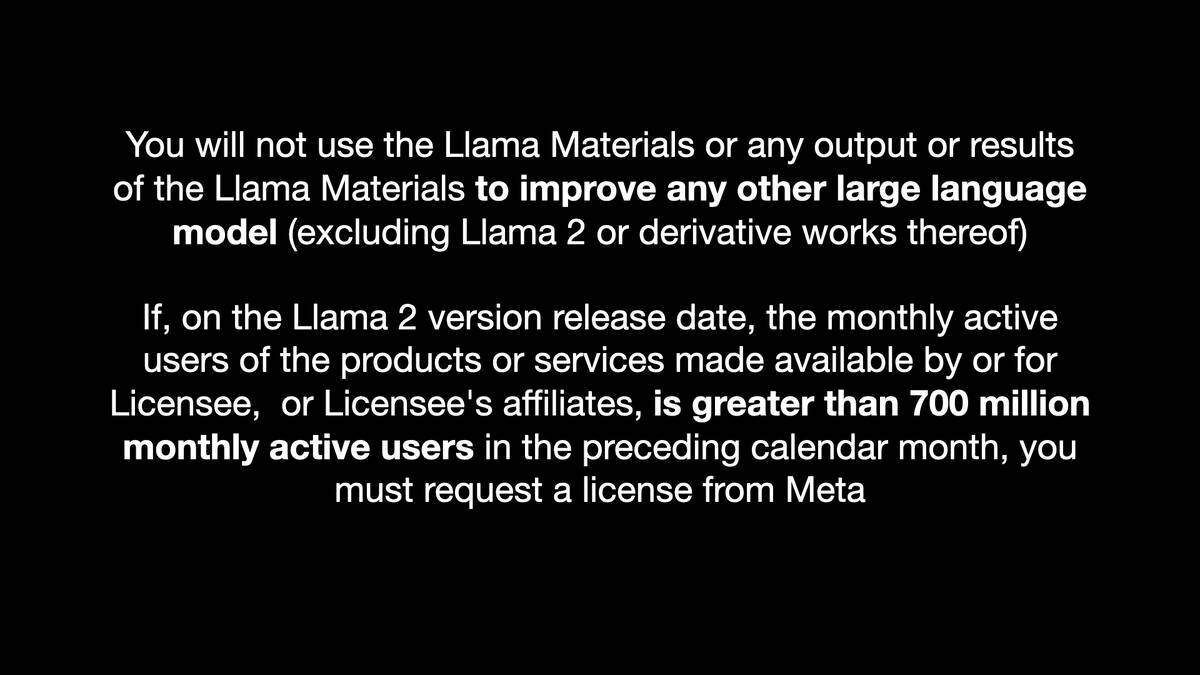 You will not use the Llama Materials or any output or results
of the Llama Materials to improve any other large language
model (excluding Llama 2 or derivative works thereof)
If, on the Llama 2 version release date, the monthly active
users of the products or services made available by or for
Licensee,  or Licensee's affiliates, is greater than 700 million
monthly active users in the preceding calendar month, you
must request a license from Meta